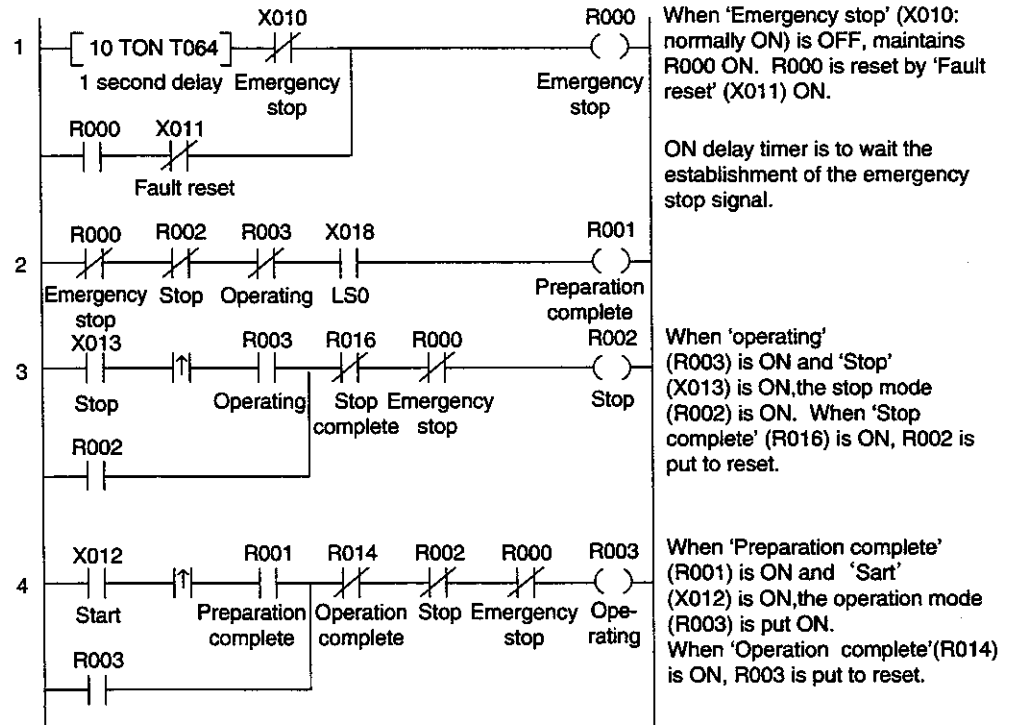 X010
R000
1
10 TON T064
1 second delay
Emergency
stop
Emergency
stop
R000
X011
Fault reset
When 'Emergency stop' (X010:
normally ON) is OFF, maintains
R000 ON. R000 is reset by 'Fault
reset' (X011) ON.
ON delay timer is to wait the
establishment of the emergency
stop signal.
R000
R002
R003
X018
R001
2
Emergency
stop
Stop
Operating
LS0
Preparation
complete
X013
R003
R016
R000
R002
3
↑
Stop
Operating
Stop
complete
Emergency
stop
Stop
R002
When 'operating'
(R003) is ON and 'Stop'
(X013) is ON,the stop mode
(R002) is ON. When 'Stop
complete' (R016) is ON, R002 is
put to reset.
X012
R001
R014
R002
R000
R003
4
↑
Start
Preparation
complete
Operation
complete
Stop
Emergency
stop
Ope-
rating
R003
When 'Preparation complete'
(R001) is ON and 'Sart'
(X012) is ON,the operation mode
(R003) is put ON.
When 'Operation complete'(R014)
is ON, R003 is put to reset.